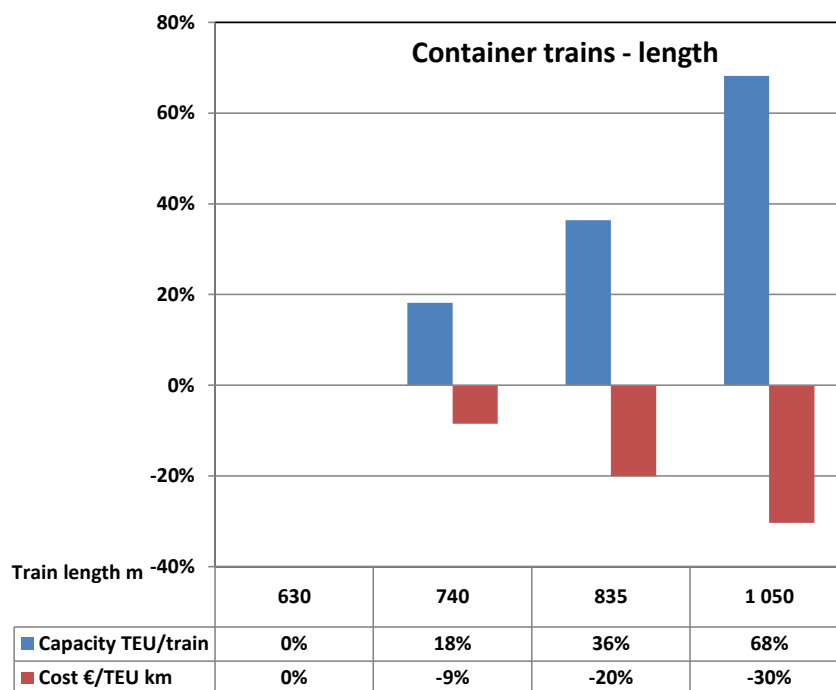 80%
Container trains - length
60%
40%
20%
0%
-20%
-40%
Train length m
630 740 835 1 050
Capacity TEU/train 0% 18% 36% 68%
Cost €/TEU km 0% -9% -20% -30%